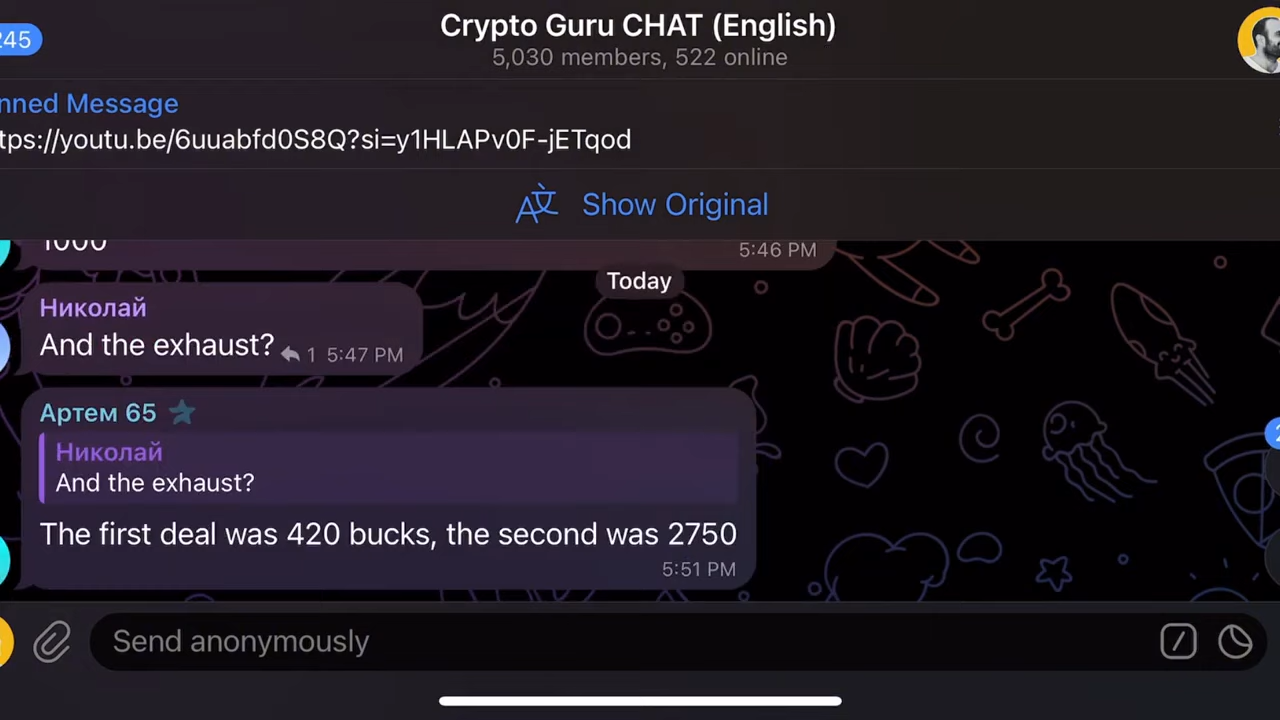 Crypto Guru CHAT (English)
245
5,030 members, 522 online
nned Message
tps://youtu.be/6uuabfd0S8Q?si=y1HLAPv0F-jETqod
Show Original
1000
5:46 PM
Today
Николай
And the exhaust? 1 5:47 PM
Артем 65
Николай
And the exhaust?
The first deal was 420 bucks, the second was 2750
5:51 PM
Send anonymously